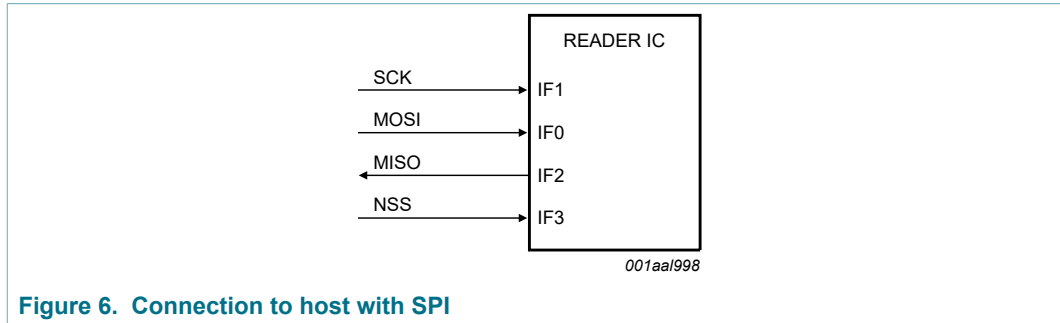 READER IC
SCK IF1
MOSI IF0
MISO IF2
NSS IF3
001aal998
Figure 6. Connection to host with SPI